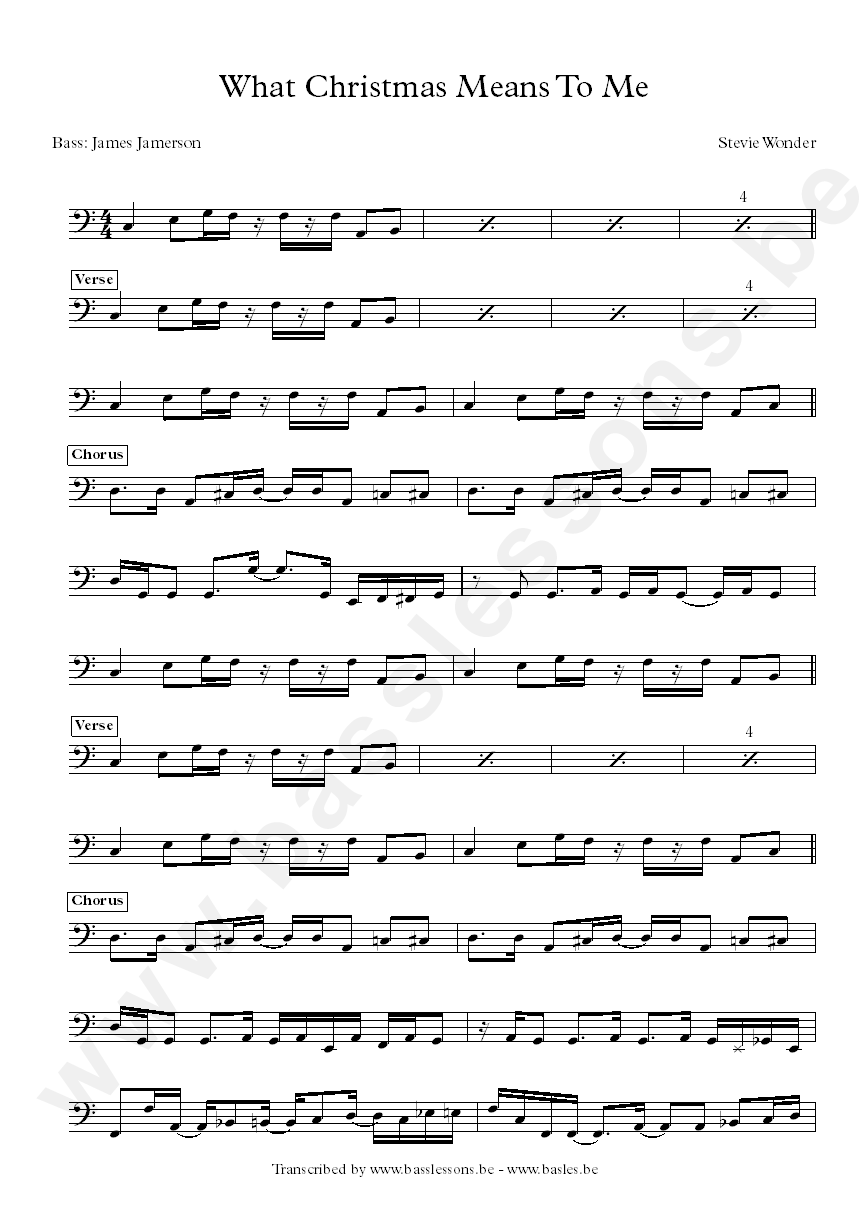 What Christmas Means To Me
Bass: James Jamerson
Stevie Wonder
4
4
4
Verse
4
Chorus
Verse
4
Chorus
www.basslessons.be
Transcribed by www.basslessons.be - www.basles.be